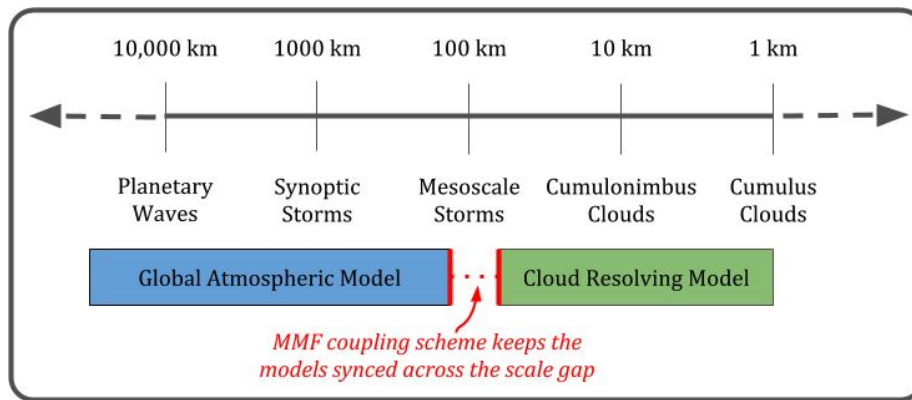 10,000 km 1000 km 100 km 10 km 1 km
Planetary Waves
Synoptic Storms
Mesoscale Storms
Cumulonimbus Clouds
Cumulus Clouds
Global Atmospheric Model
Cloud Resolving Model
MMF coupling scheme keeps the
models synced across the scale gap